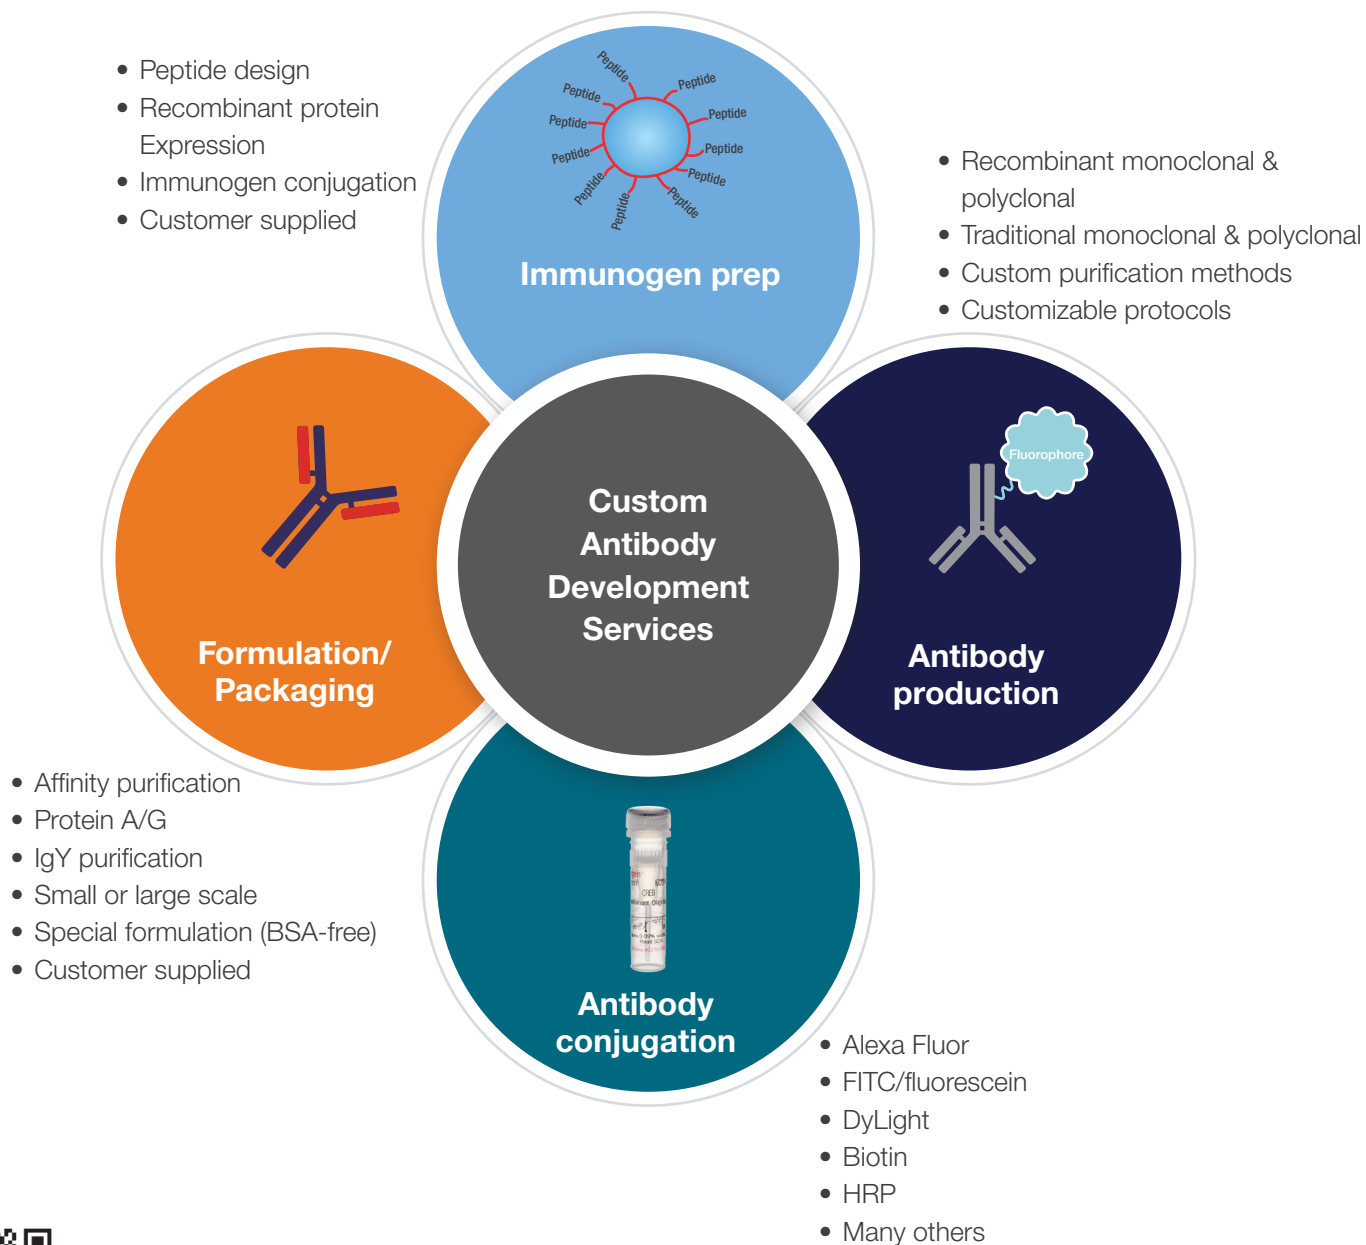 • Peptide design
• Recombinant protein
Expression
• Immunogen conjugation
• Customer supplied
Peptide
Peptide
Peptide
Peptide
Peptide
Peptide
Peptide
Peptide
Peptide
Peptide
Peptide
Immunogen prep
• Recombinant monoclonal &
polyclonal
• Traditional monoclonal & polyclonal
• Custom purification methods
• Customizable protocols
Custom
Antibody
Development
Services
Fluorophore
Antibody
production
Formulation/
Packaging
• Affinity purification
• Protein A/G
• IgY purification
• Small or large scale
• Special formulation (BSA-free)
• Customer supplied
CREB
Antibody
conjugation
• Alexa Fluor
• FITC/fluorescein
• DyLight
• Biotin
• HRP
• Many others